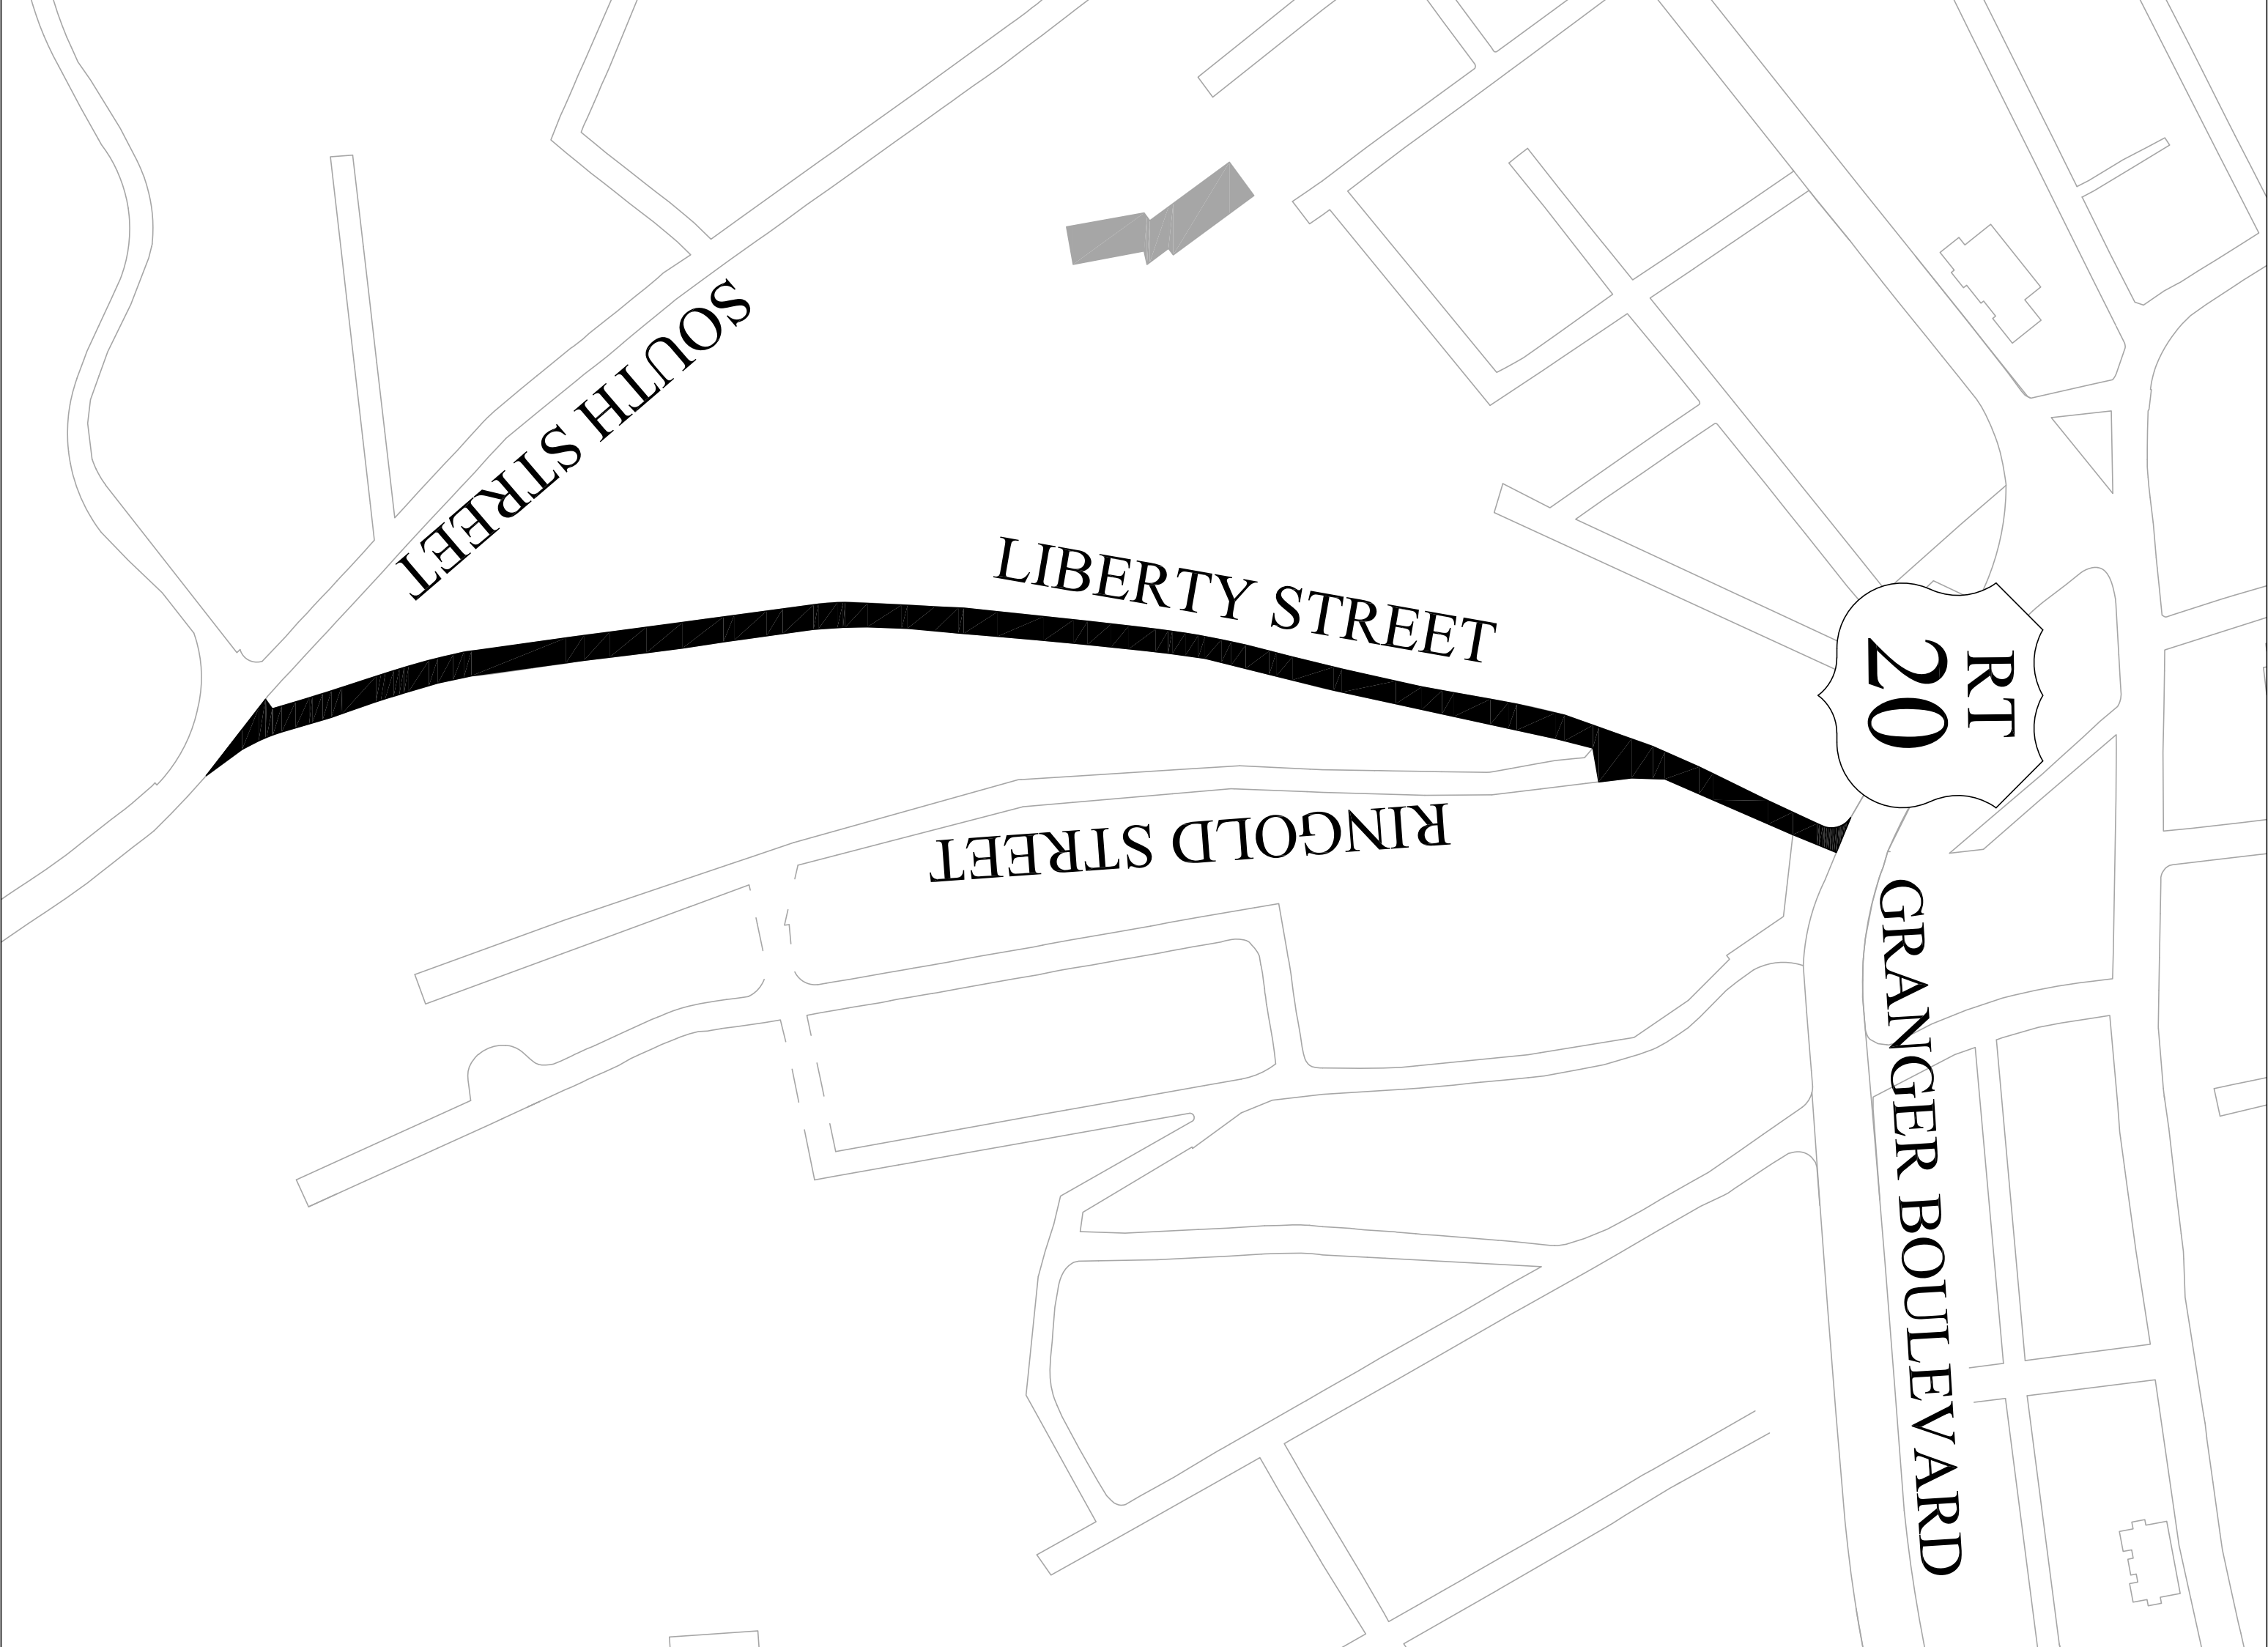 SOUTH STREET
LIBERTY STREET
RT
20
RINGOLD STREET
GRANGER BOULEVARD